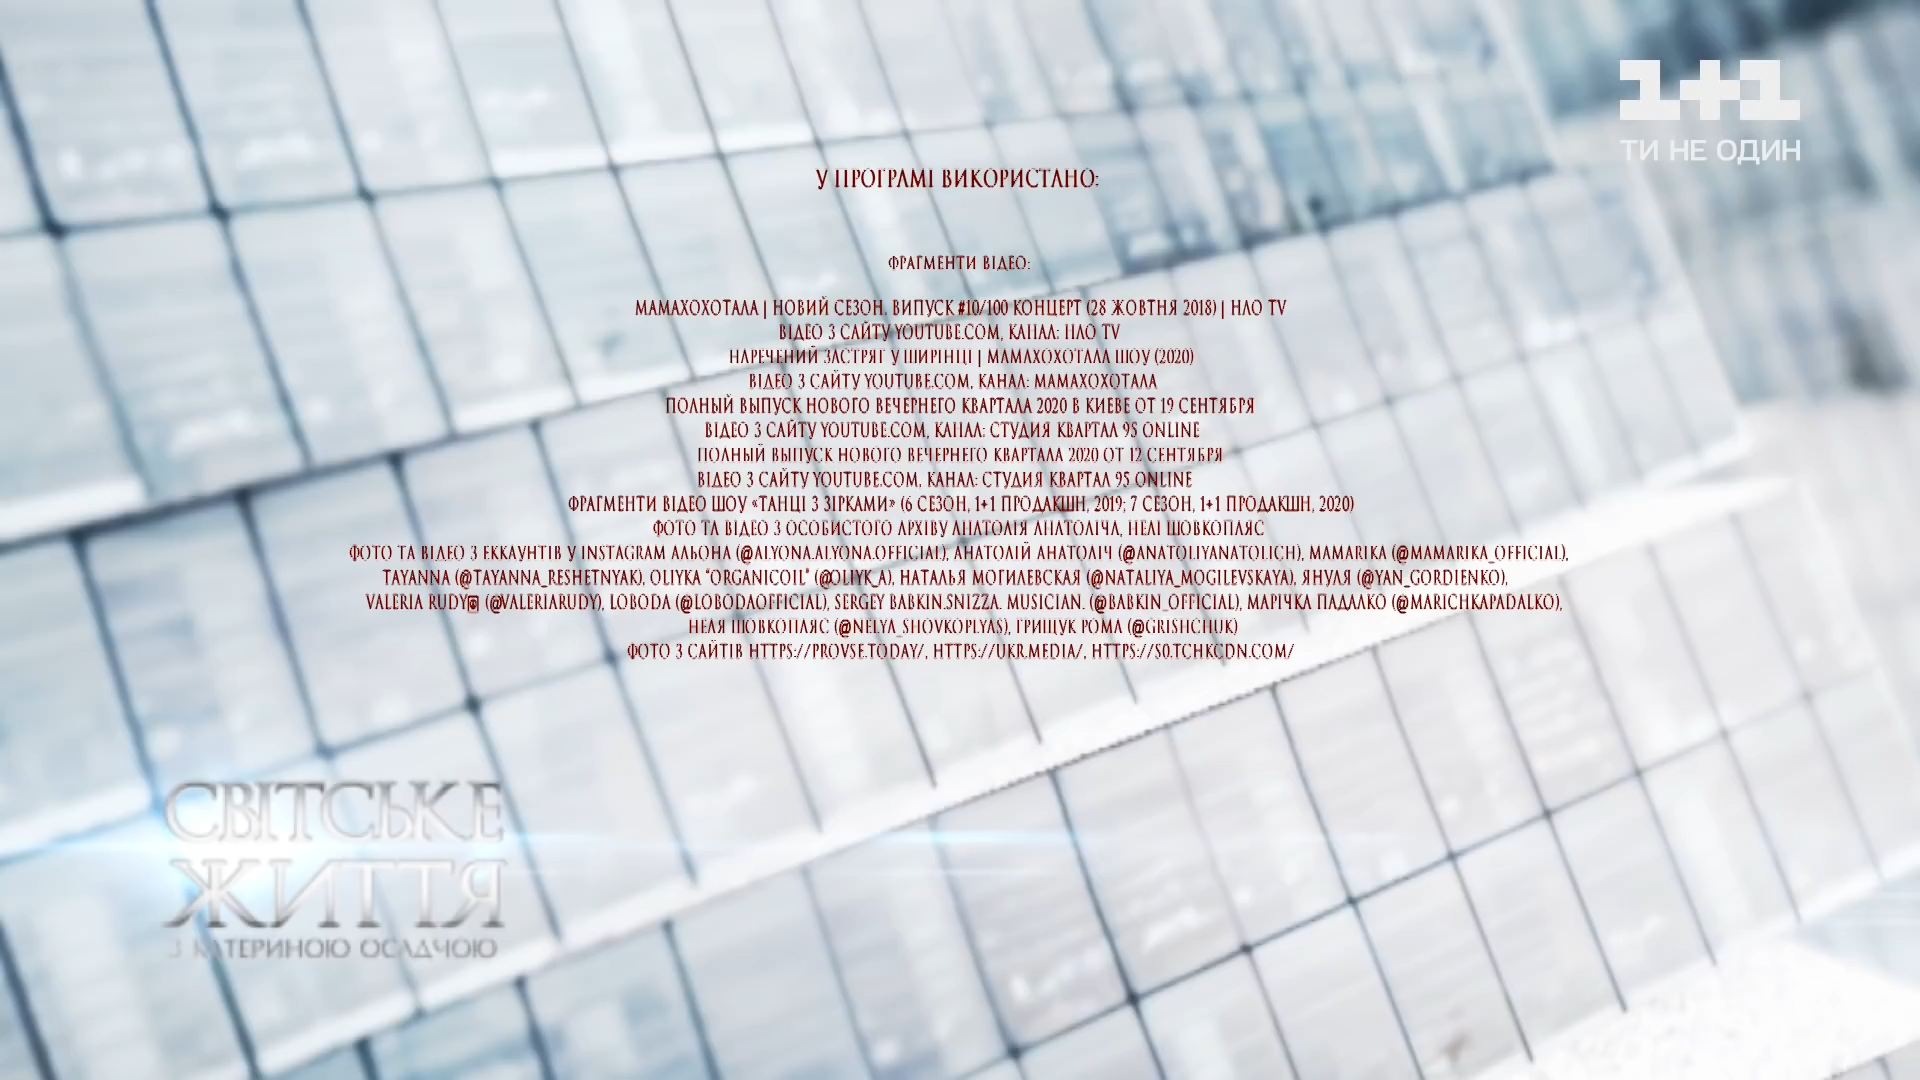 1+1
ТИ НЕ ОДИН
У ПРОГРАМІ ВИКОРИСТАНО:
ФРАГМЕНТИ ВІДЕО:
МАМАХОХОТАЛА | НОВИЙ СЕЗОН. ВИПУСК #10/100 КОНЦЕРТ (28 ЖОВТНЯ 2018) | НЛО TV
ВІДЕО З САЙТУ YOUTUBE.COM, КАНАЛ: НЛО TV
НАРЕЧЕНИЙ ЗАСТРЯГ У ШИРІНЦІ | МАМАХОХОТАЛА ШОУ (2020)
ВІДЕО З САЙТУ YOUTUBE.COM, КАНАЛ: МАМАХОХОТАЛА
ПОЛНЫЙ ВЫПУСК НОВОГО ВЕЧЕРНЕГО КВАРТАЛА 2020 В КИЕВЕ ОТ 19 СЕНТЯБРЯ
ВІДЕО З САЙТУ YOUTUBE.COM, КАНАЛ: СТУДИЯ КВАРТАЛ 95 ONLINE
ПОЛНЫЙ ВЫПУСК НОВОГО ВЕЧЕРНЕГО КВАРТАЛА 2020 ОТ 12 СЕНТЯБРЯ
ВІДЕО З САЙТУ YOUTUBE.COM, КАНАЛ: СТУДИЯ КВАРТАЛ 95 ONLINE
ФРАГМЕНТИ ВІДЕО ШОУ «ТАНЦІ З ЗІРКАМИ» (6 СЕЗОН, 1+1 ПРОДАКШН, 2019; 7 СЕЗОН, 1+1 ПРОДАКШН, 2020)
ФОТО ТА ВІДЕО З ОСОБИСТОГО АРХІВУ АНАТОЛІЯ АНАТОЛІЧА, НЕЛІ ШОВКОПЛЯС
ФОТО ТА ВІДЕО З ЕККАУНТІВ У INSTAGRAM АЛЬОНА (@ALYONA.ALYONA.OFFICIAL), АНАТОЛІЙ АНАТОЛІЧ (@ANATOLIYANATOLICH), MAMARIKA (@MAMARIKA_OFFICIAL),
TAYANNA (@TAYANNA_RESHETNYAK), OLIYKA "ORGANICOIL" (@OLIYK_A), НАТАЛЬЯ МОГИЛЕВСКАЯ (@NATALIYA_MOGILEVSKAYA), ЯНУЛЯ (@YAN_GORDIENKO),
VALERIA RUDY (@VALERIARUDY), LOBODA (@LOBODAOFFICIAL), SERGEY BABKIN.SNIZZA. MUSICIAN. (@BABKIN_OFFICIAL), МАРІЧКА ПАДАЛКО (@MARICHKAPADALKO),
НЕЛЯ ШОВКОПЛЯС (@NELYA_SHOVKOPLYAS), ГРИЩУК РОМА (@GRISHCHUK)
ФОТО З САЙТІВ HTTPS://PROVSE.TODAY/, HTTPS://UKR.MEDIA/, HTTPS://S0.TCHKCDN.COM/
СВІТСЬКЕ
ЖИТТЯ
З КАТЕРИНОЮ ОСАДЧОЮ